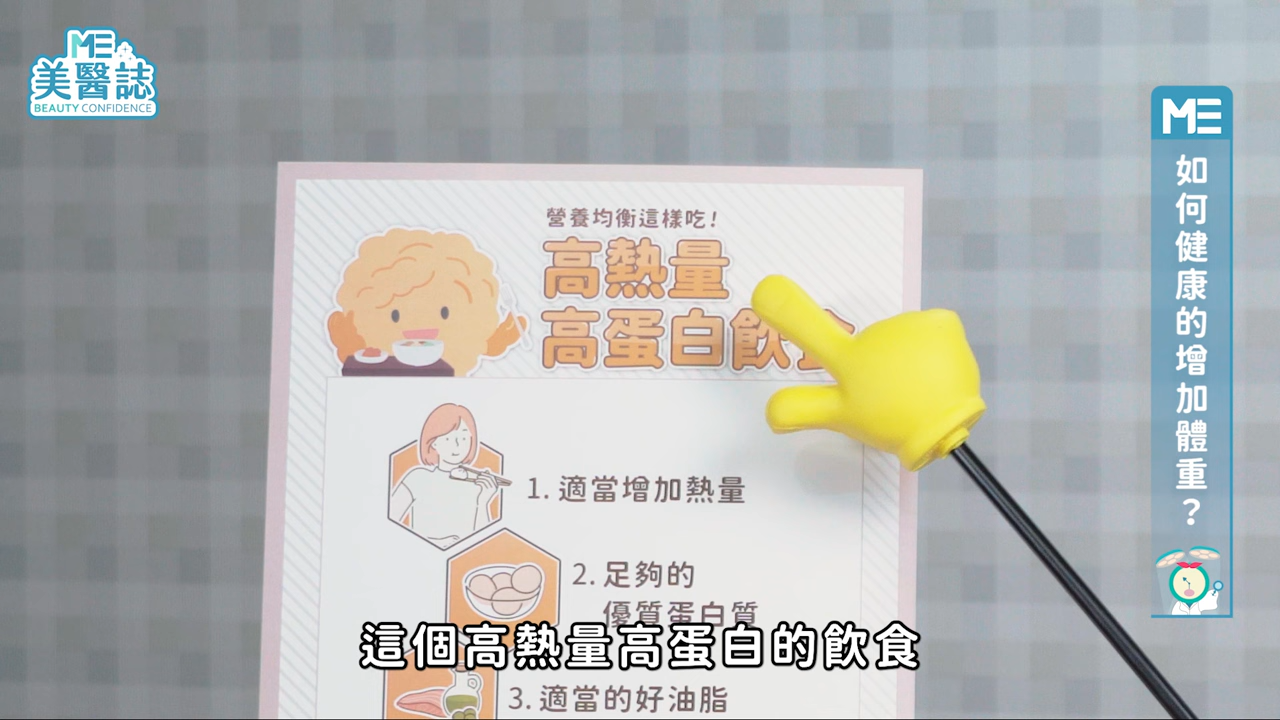 ME
美醫誌
BEAUTY CONFIDENCE
ME
如何健康的增加體重？
營養均衡這樣吃！
高熱量
高蛋白飲食
1. 適當增加熱量
2. 足夠的
優質蛋白質
3. 適當的好油脂
這個高熱量高蛋白的飲食